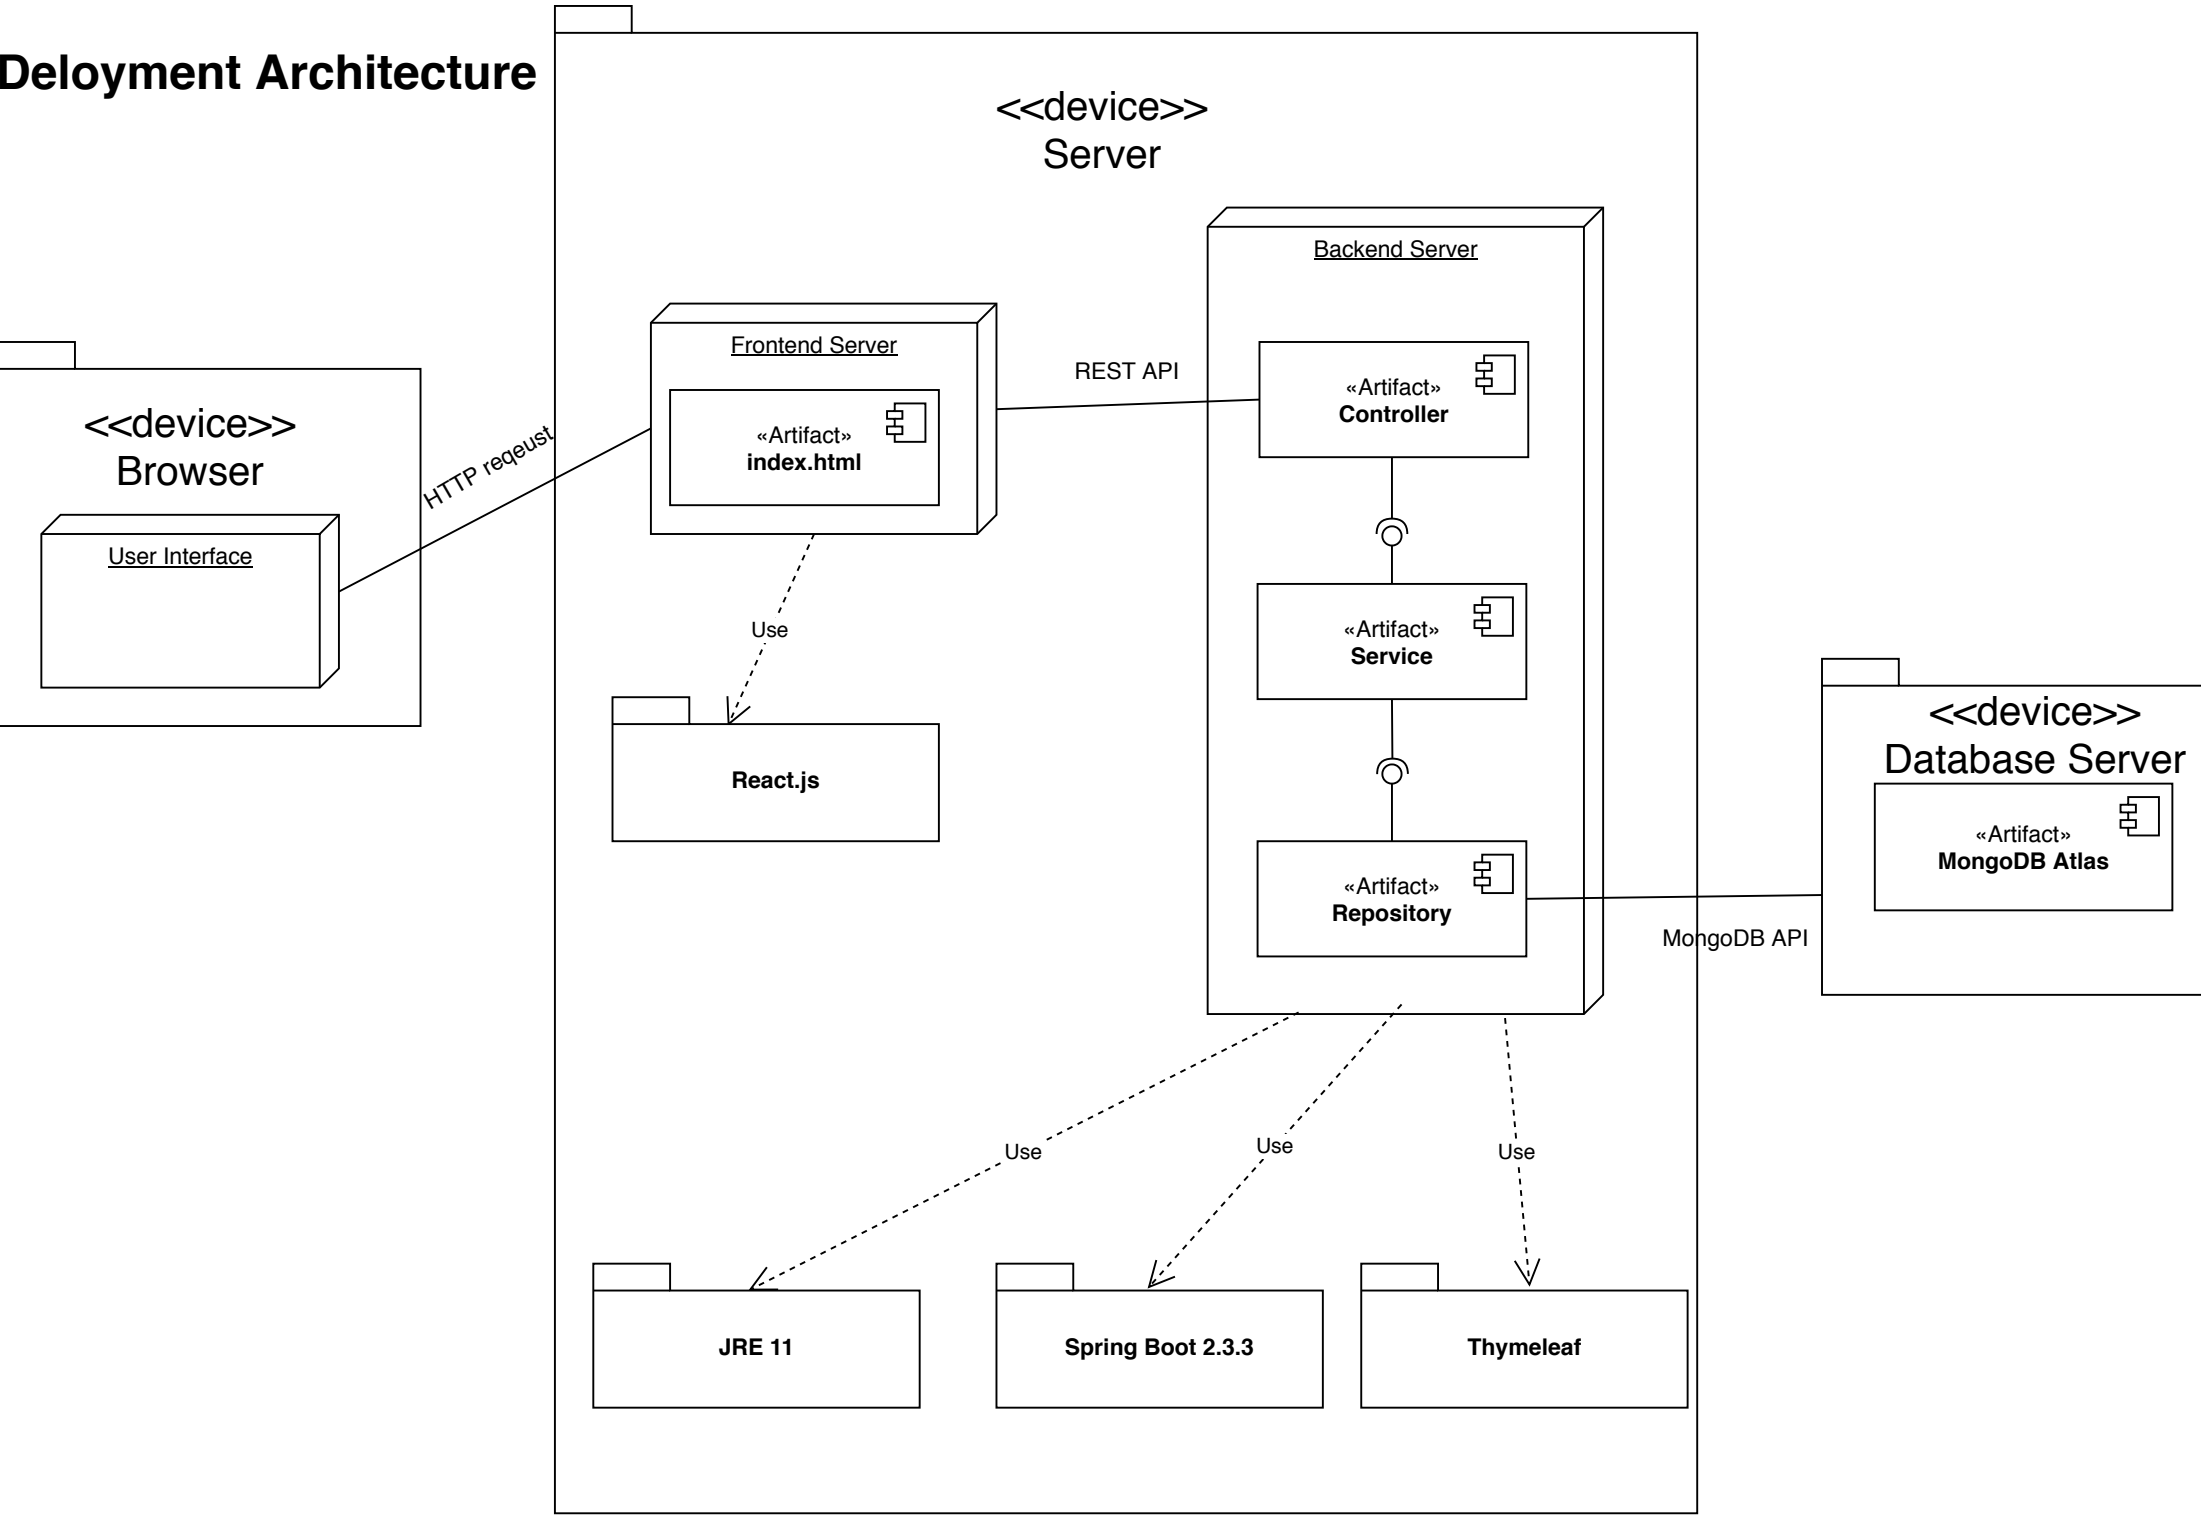 Deloyment Architecture
<<device>>
Server
Backend Server
Frontend Server
REST API
«Artifact»
Controller
<<device>>
Browser
HTTP reqeust
«Artifact»
index.html
User Interface
Use
«Artifact»
Service
<<device>>
Database Server
React.js
«Artifact»
MongoDB Atlas
«Artifact»
Repository
MongoDB API
Use
Use
Use
JRE 11
Spring Boot 2.3.3
Thymeleaf